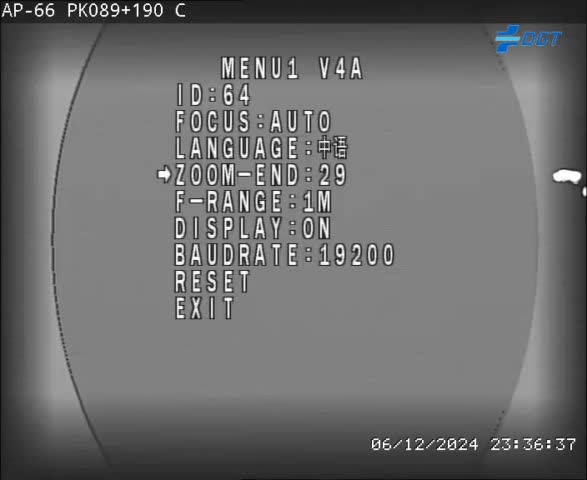 AP-66 PK089+190 C
DGT
MENU1 V4A
ID:64
FOCUS:AUTO
LANGUAGE:中语
ZOOM-END:29
F-RANGE:1M
DISPLAY:ON
BAUDRATE:19200
RESET
EXIT
06/12/2024 23:36:37